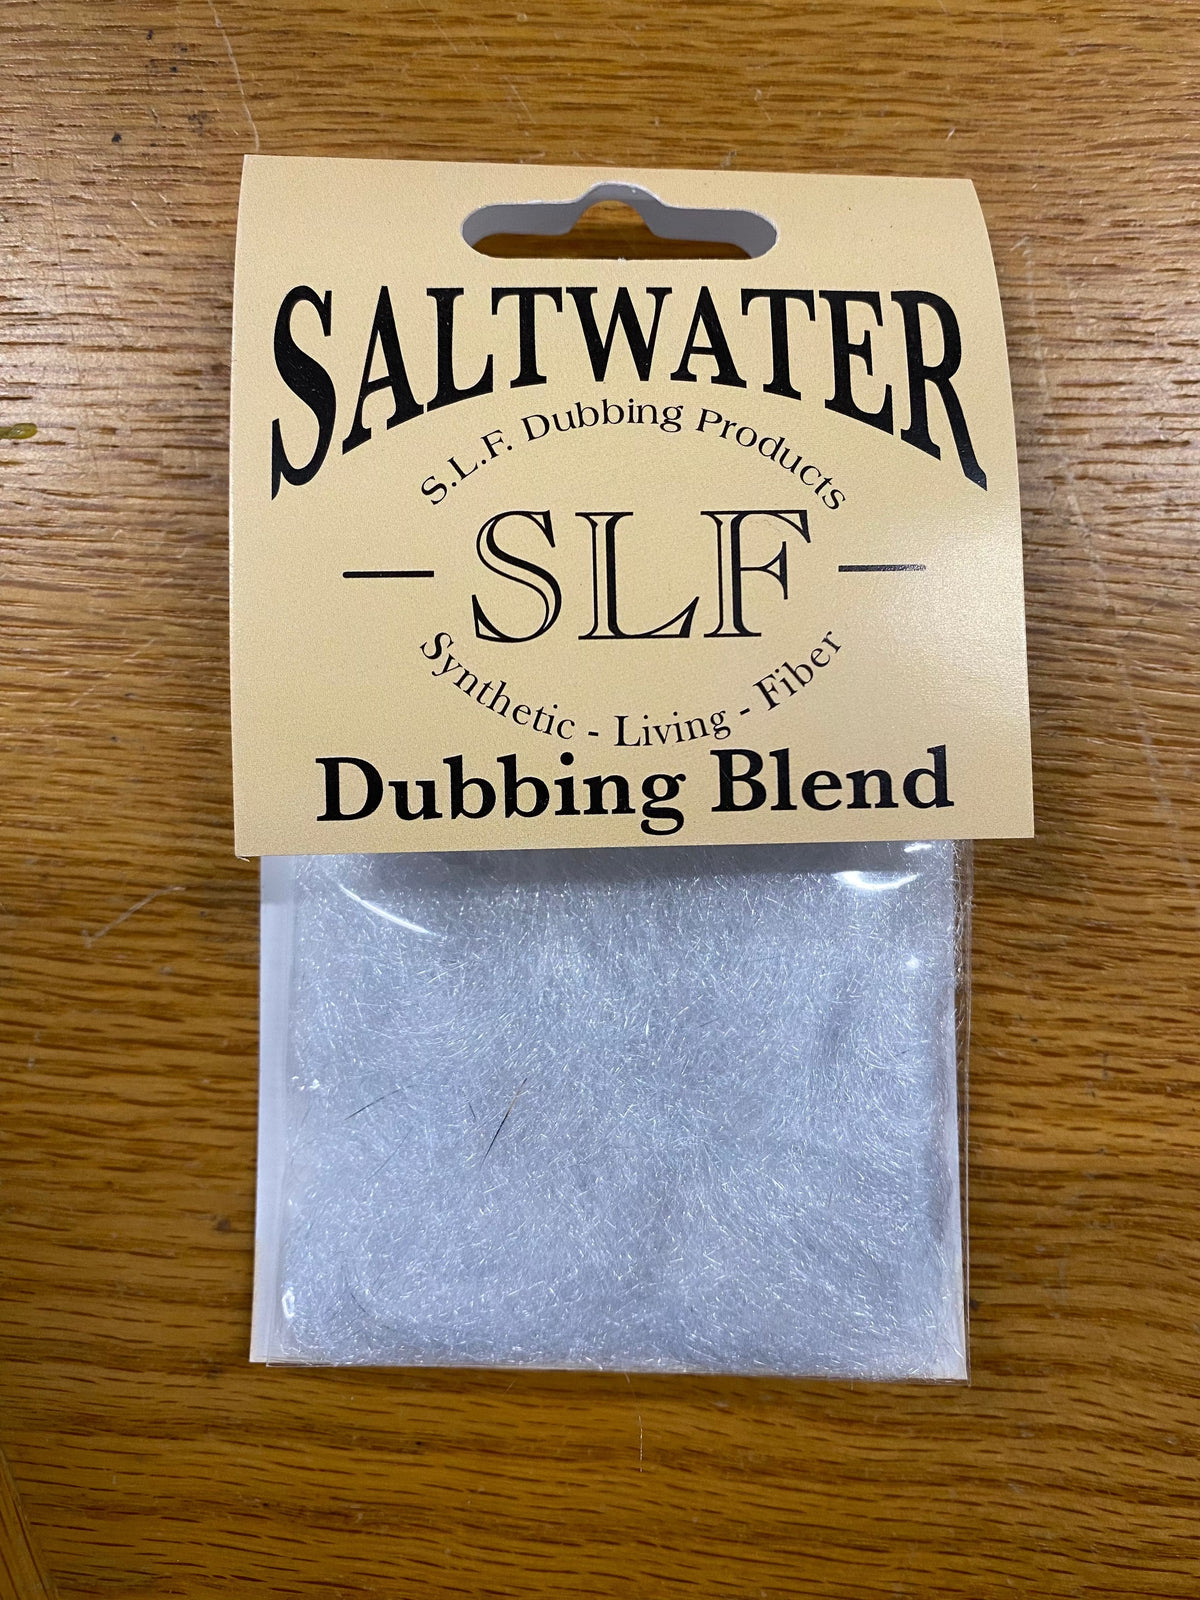 SALTWATER
S.L.F. Dubbing Products
SLF
Synthetic - Living - Fiber
Dubbing Blend